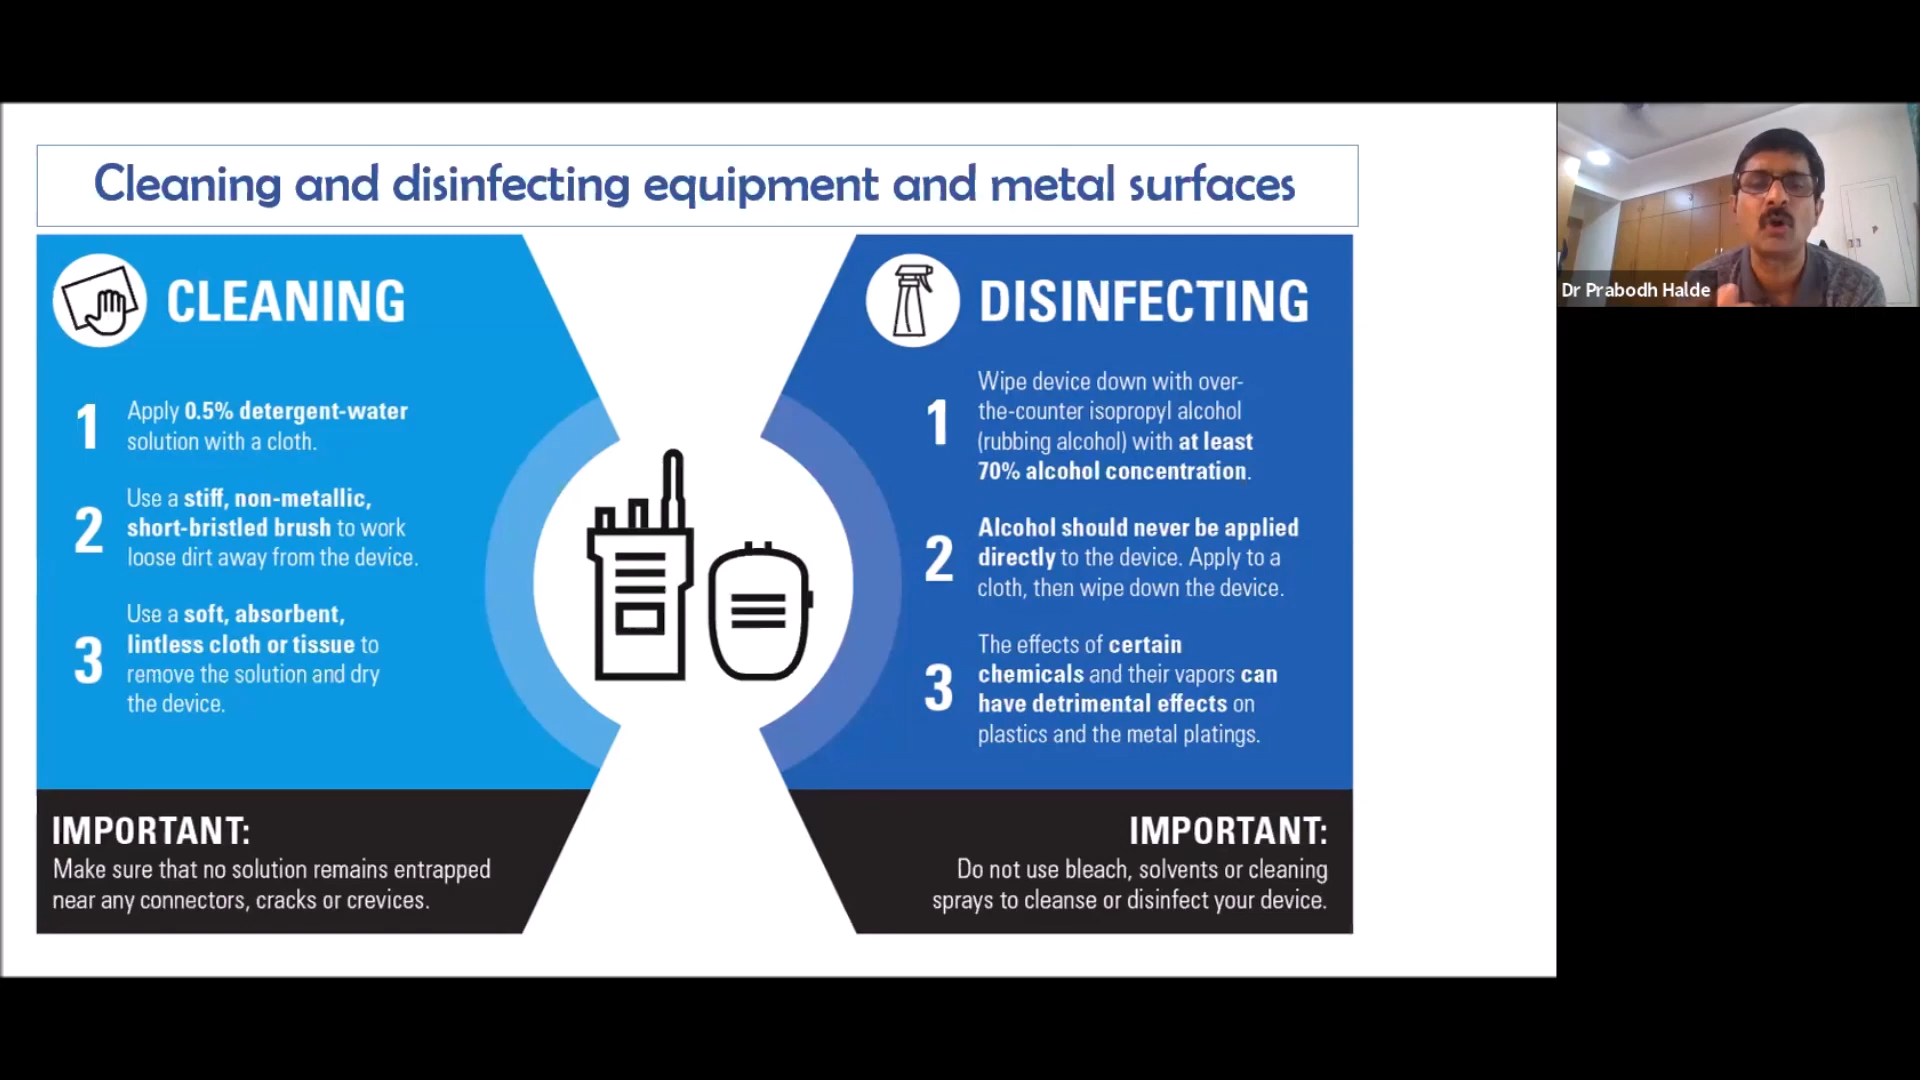 Cleaning and disinfecting equipment and metal surfaces
CLEANING
1
Apply 0.5% detergent-water
solution with a cloth.
2
Use a stiff, non-metallic,
short-bristled brush to work
loose dirt away from the device.
3
Use a soft, absorbent,
lintless cloth or tissue to
remove the solution and dry
the device.
IMPORTANT:
Make sure that no solution remains entrapped
near any connectors, cracks or crevices.
DISINFECTING
1
Wipe device down with over-
the-counter isopropyl alcohol
(rubbing alcohol) with at least
70% alcohol concentration.
2
Alcohol should never be applied
directly to the device. Apply to a
cloth, then wipe down the device.
3
The effects of certain
chemicals and their vapors can
have detrimental effects on
plastics and the metal platings.
IMPORTANT:
Do not use bleach, solvents or cleaning
sprays to cleanse or disinfect your device.
Dr Prabodh Halde